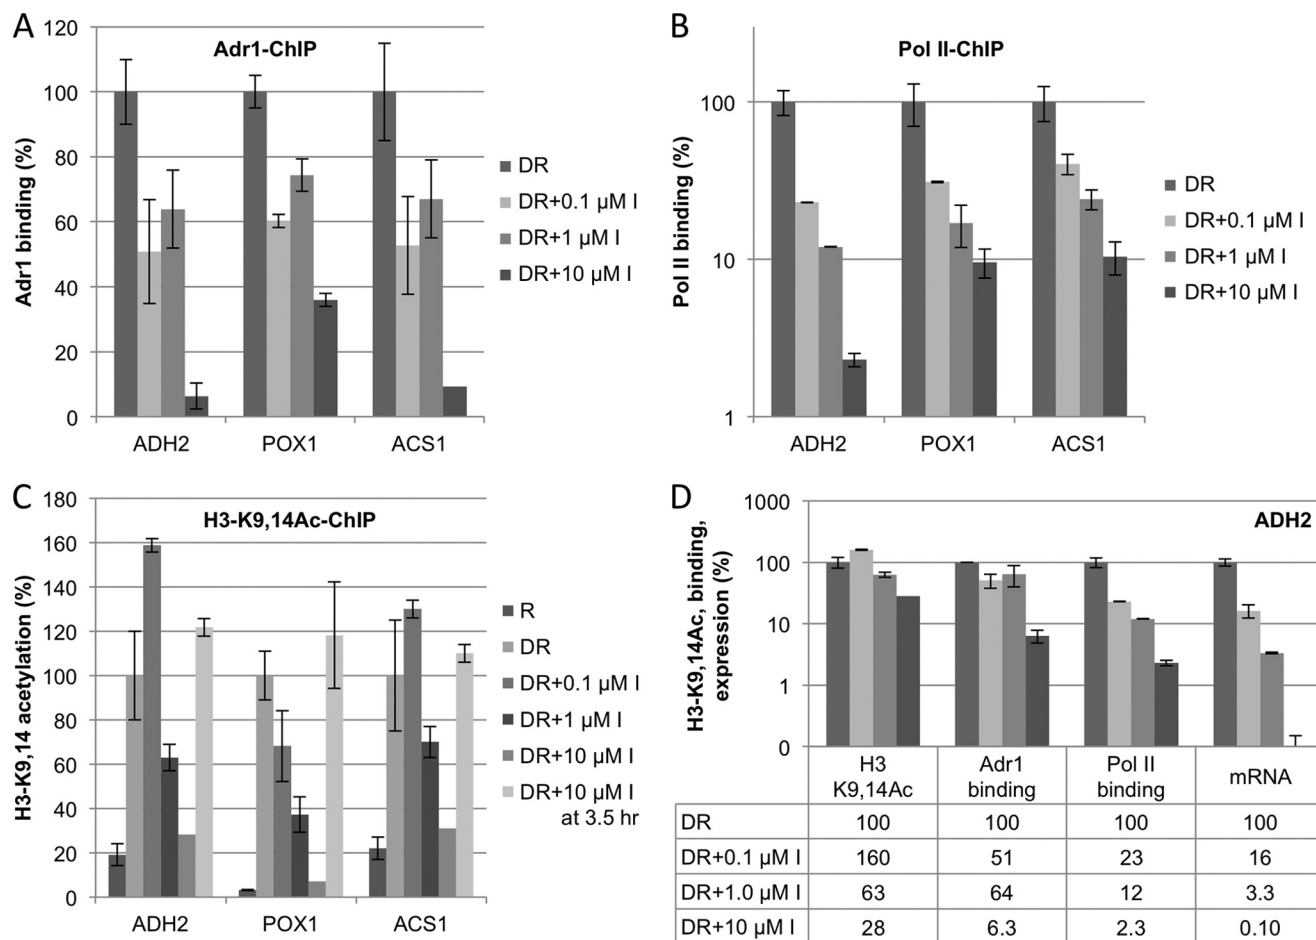 A
Adr1-ChIP
Adr1 binding (%)
120
100
80
60
40
20
0
ADH2 POX1 ACS1
DR
DR+0.1 µM I
DR+1 µM I
DR+10 µM I
B
Pol II-ChIP
Pol II binding (%)
100
10
1
ADH2 POX1 ACS1
DR
DR+0.1 µM I
DR+1 µM I
DR+10 µM I
C
H3-K9,14Ac-ChIP
H3-K9,14 acetylation (%)
180
160
140
120
100
80
60
40
20
0
ADH2 POX1 ACS1
R
DR
DR+0.1 µM I
DR+1 µM I
DR+10 µM I
DR+10 µM I
at 3.5 hr
D
ADH2
H3-K9,14Ac, binding,
expression (%)
1000
100
10
1
0
H3 Adr1 Pol II mRNA
K9,14Ac binding binding
DR 100 100 100 100
DR+0.1 µM I 160 51 23 16
DR+1.0 µM I 63 64 12 3.3
DR+10 µM I 28 6.3 2.3 0.10